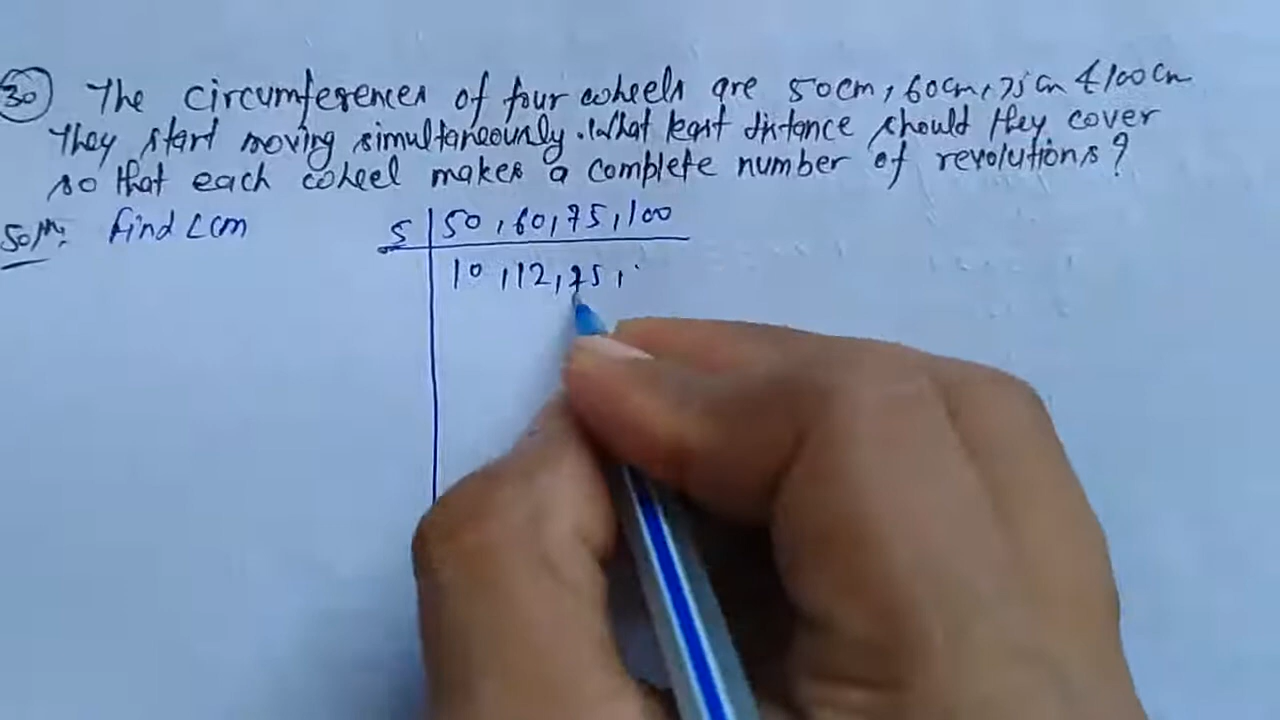 30 The circumferences of four wheels are 50cm, 60cm, 75cm & 100cm
They start moving simultaneously. What least distance should they cover
so that each wheel makes a complete number of revolutions?
Soln: Find LCM 5 | 50, 60, 75, 100
10, 12, 75,